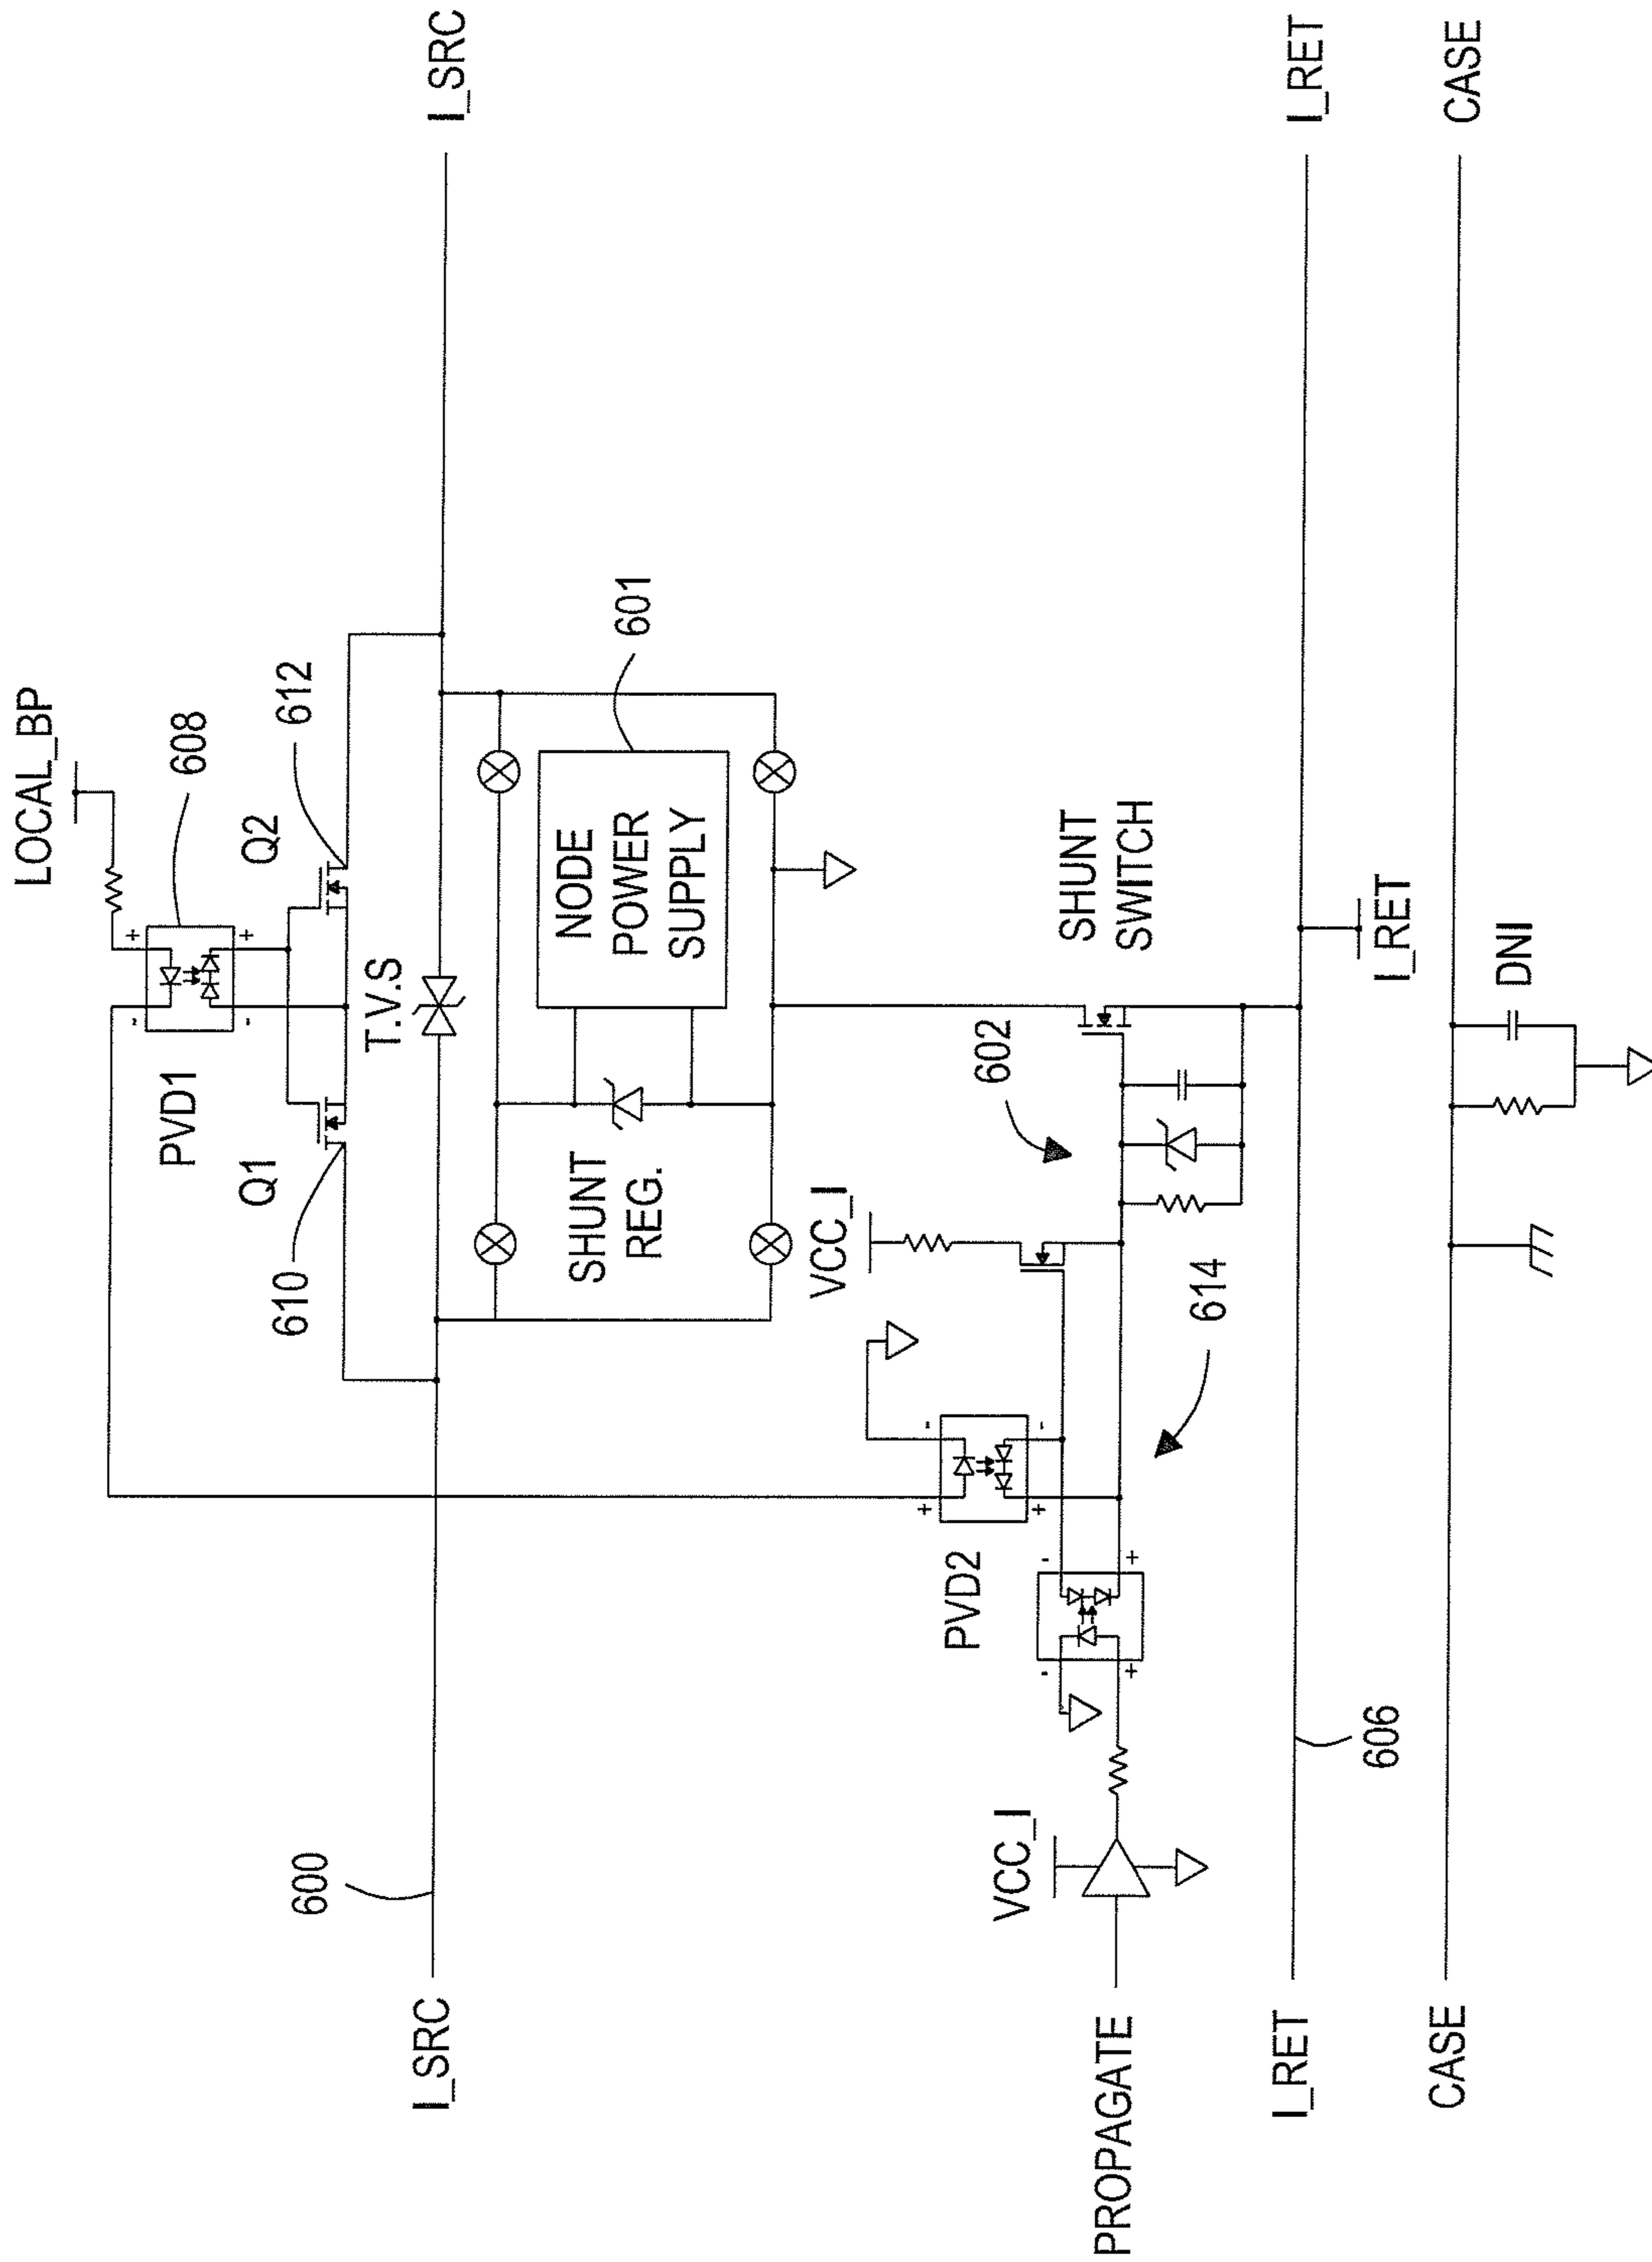 LOCAL_BP
608
PVD1
+
-
+
-
Q1
Q2
610
612
T.V.S
I_SRC
I_SRC
600
601
NODE
POWER
SUPPLY
SHUNT
REG.
VCC_I
SHUNT
SWITCH
602
614
PVD2
+
-
+
-
VCC_I
-
+
-
+
PROPAGATE
I_RET
I_RET
I_RET
606
CASE
CASE
DNI